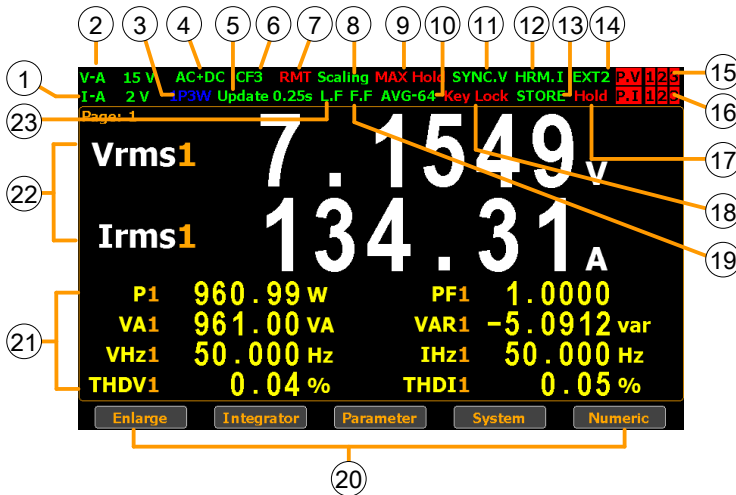 2 3 4 5 6 7 8 9 10 11 12 13 14
V-A 15 V AC+DC CF3 RMT Scaling MAX Hold SYNC.V HRM.I EXT2 P.V 1 2 3 15
1 I-A 2 V 1P3W Update 0.25s L.F F.F AVG-64 Key Lock STORE Hold P.I 1 2 3 16
23 17
Page: 1
Vrms1 7.1549 V
22 18
Irms1 134.31 A
19
P1 960.99 W PF1 1.0000
VA1 961.00 VA VAR1 -5.0912 var
21
VHz1 50.000 Hz IHz1 50.000 Hz
THDV1 0.04 % THDI1 0.05 %
Enlarge Integrator Parameter System Numeric
20